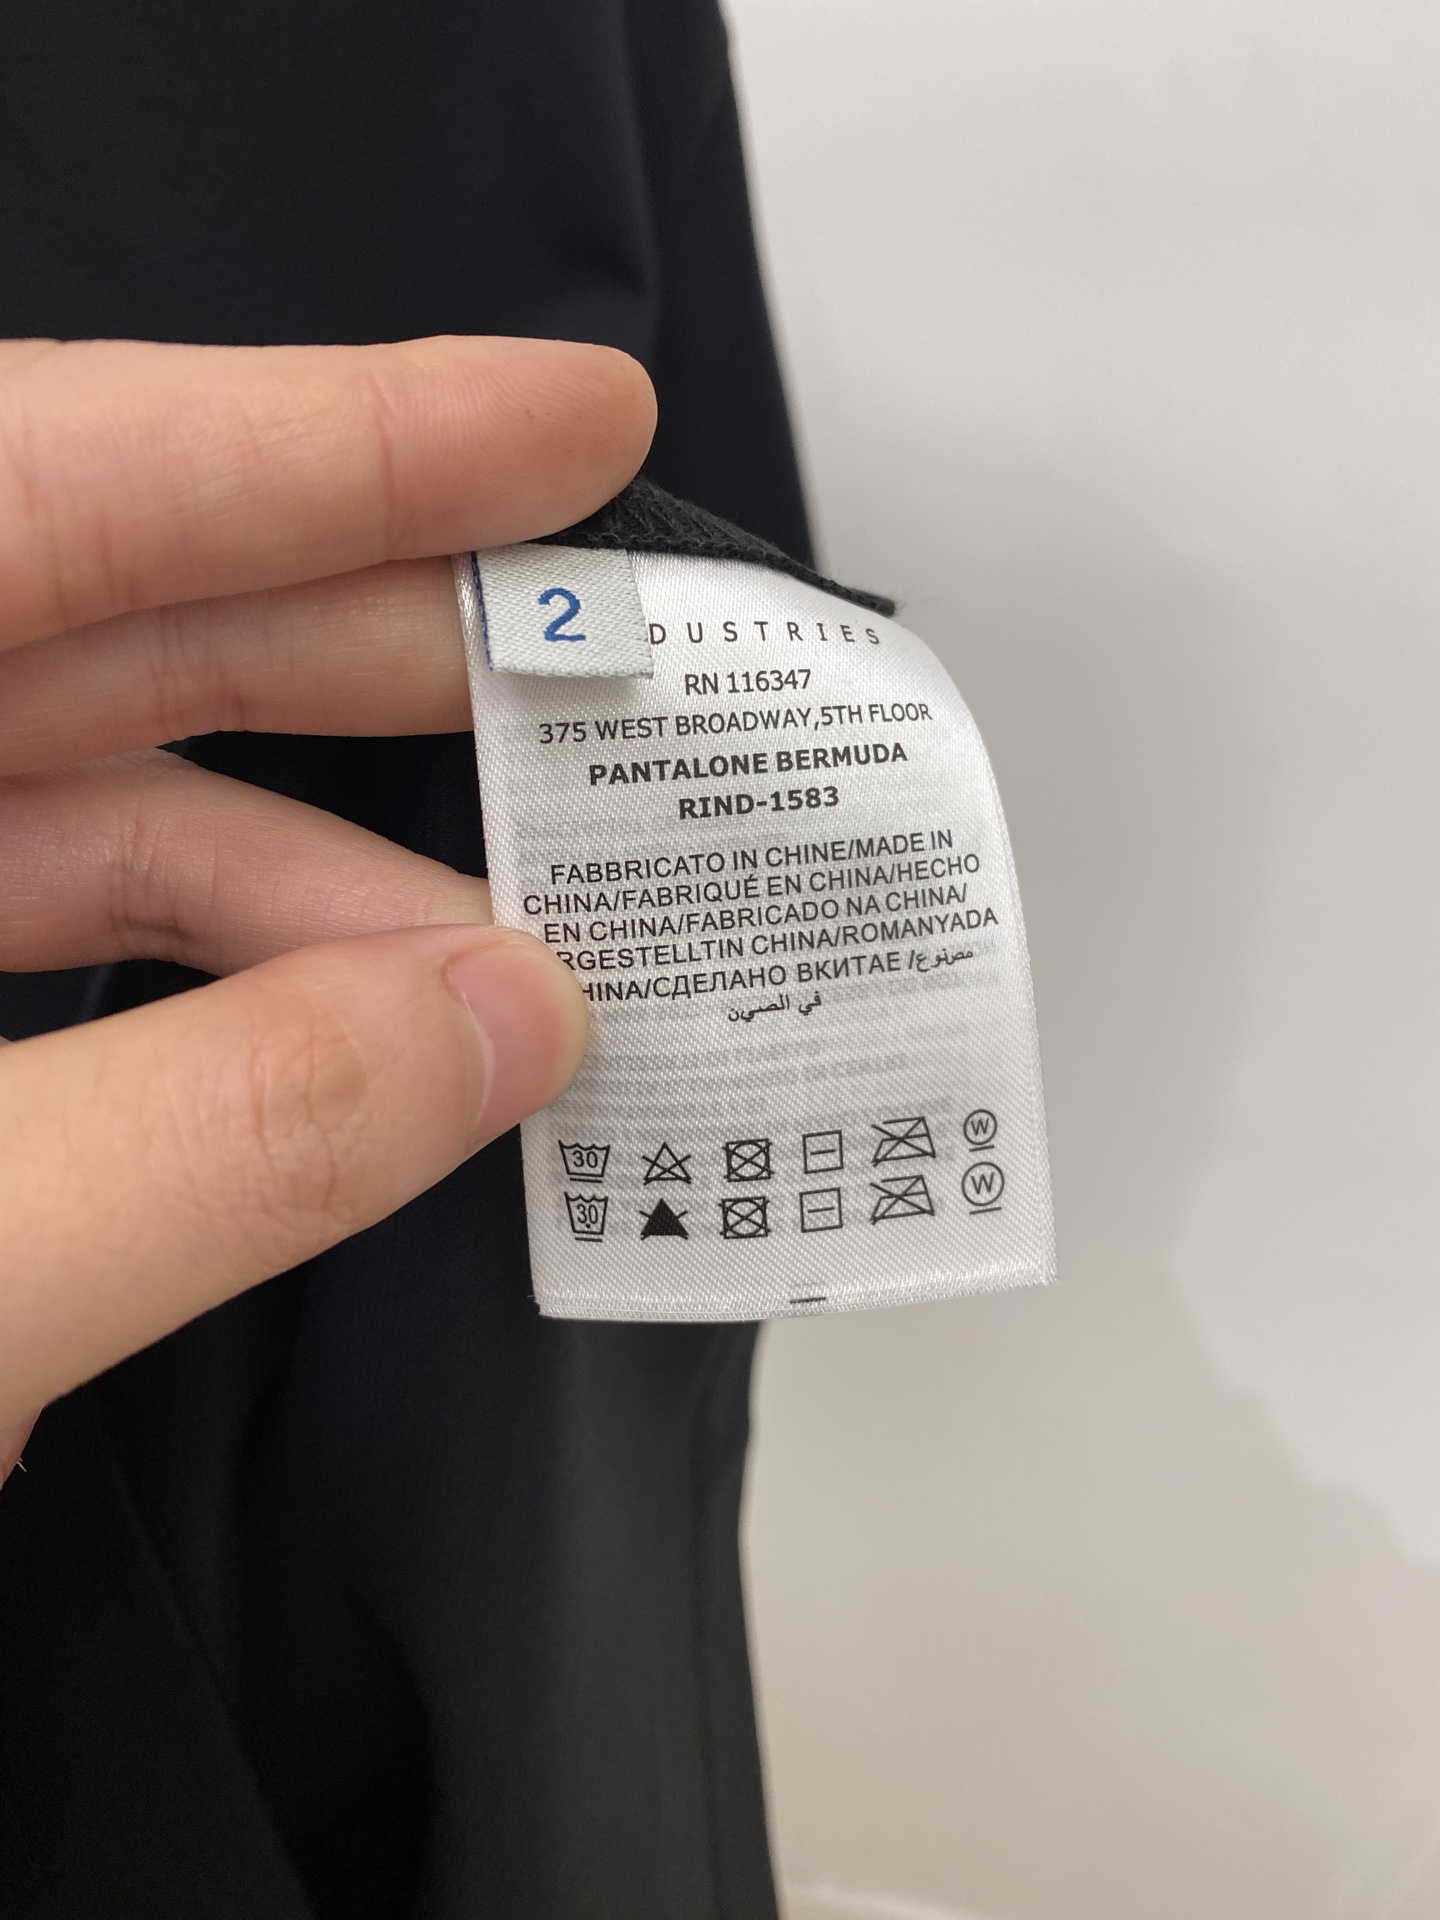 2
DUSTRIES
RN 116347
375 WEST BROADWAY,5TH FLOOR
PANTALONE BERMUDA
RIND-1583
FABBRICATO IN CHINE/MADE IN
CHINA/FABRIQUÉ EN CHINA/HECHO
EN CHINA/FABRICADO NA CHINA/
RGESTELLTIN CHINA/ROMANYADA
HINA/СДЕЛАНО ВКИТАЕ /مصنوع
في الصين
30 W
30 W